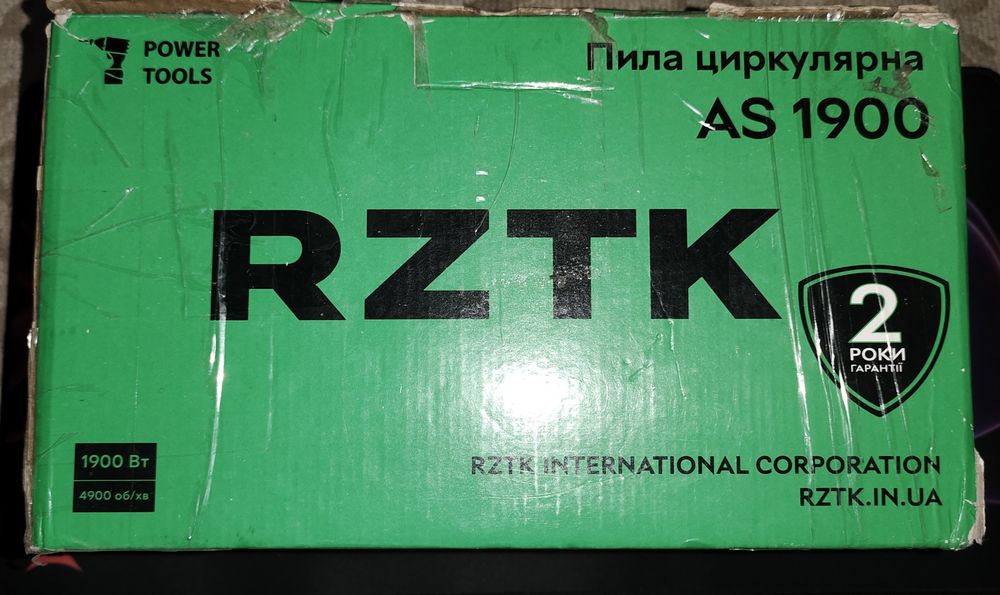 POWER
TOOLS
Пила циркулярна
AS 1900
RZTK
2
РОКИ
ГАРАНТІЇ
1900 Вт
4900 об/хв
RZTK INTERNATIONAL CORPORATION
RZTK.IN.UA